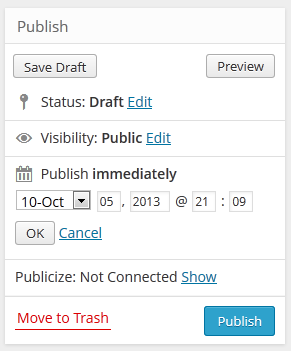 Publish
Save Draft Preview
Status: Draft Edit
Visibility: Public Edit
Publish immediately
10-Oct 05 , 2013 @ 21 : 09
OK Cancel
Publicize: Not Connected Show
Move to Trash Publish